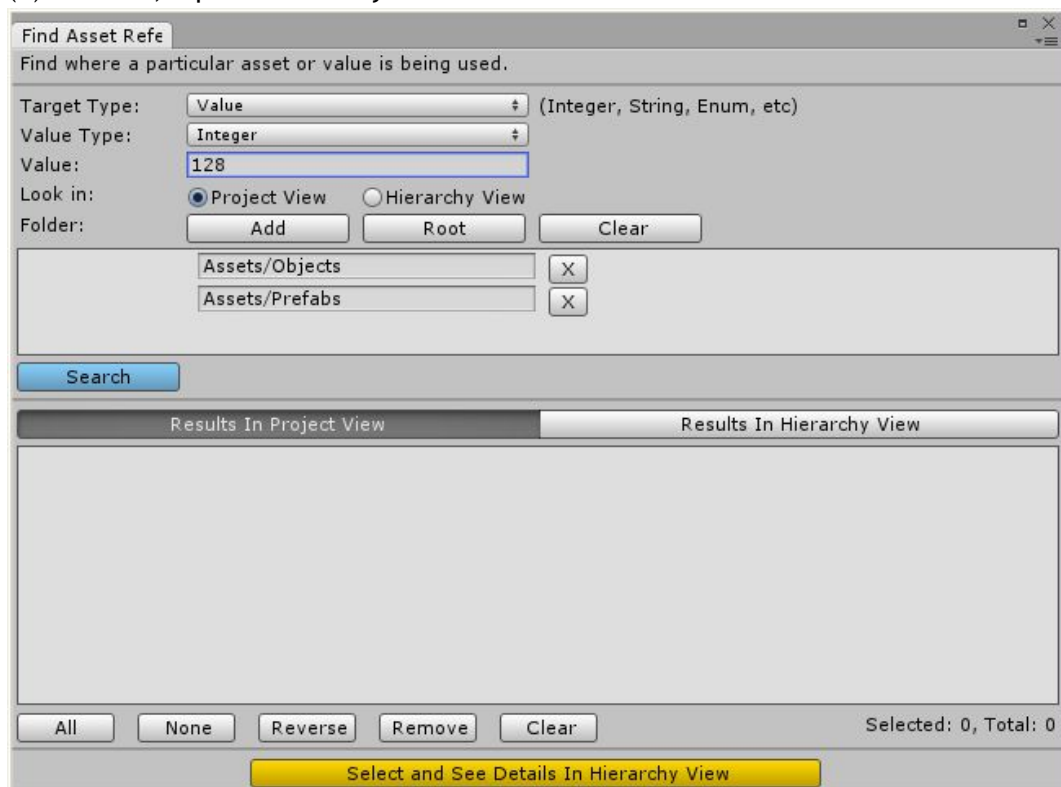 Find Asset Refe
Find where a particular asset or value is being used.
Target Type: Value (Integer, String, Enum, etc)
Value Type: Integer
Value: 128
Look in: Project View Hierarchy View
Folder: Add Root Clear
Assets/Objects X
Assets/Prefabs X
Search
Results In Project View Results In Hierarchy View
All None Reverse Remove Clear Selected: 0, Total: 0
Select and See Details In Hierarchy View